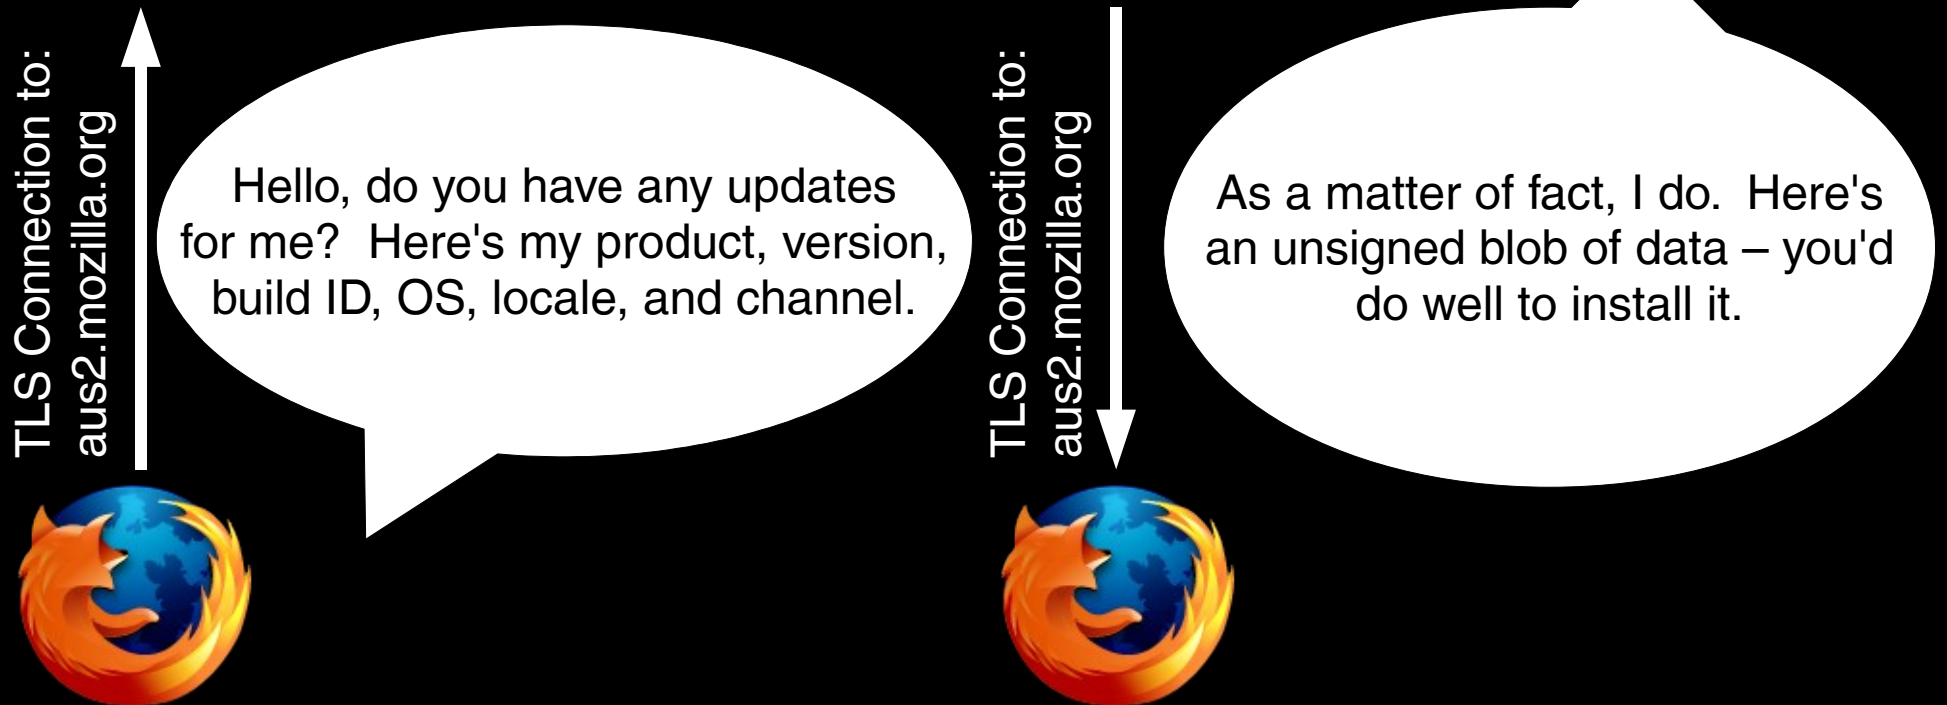 TLS Connection to:
aus2.mozilla.org
Hello, do you have any updates
for me?  Here's my product, version,
build ID, OS, locale, and channel.
TLS Connection to:
aus2.mozilla.org
As a matter of fact, I do.  Here's
an unsigned blob of data – you'd
do well to install it.